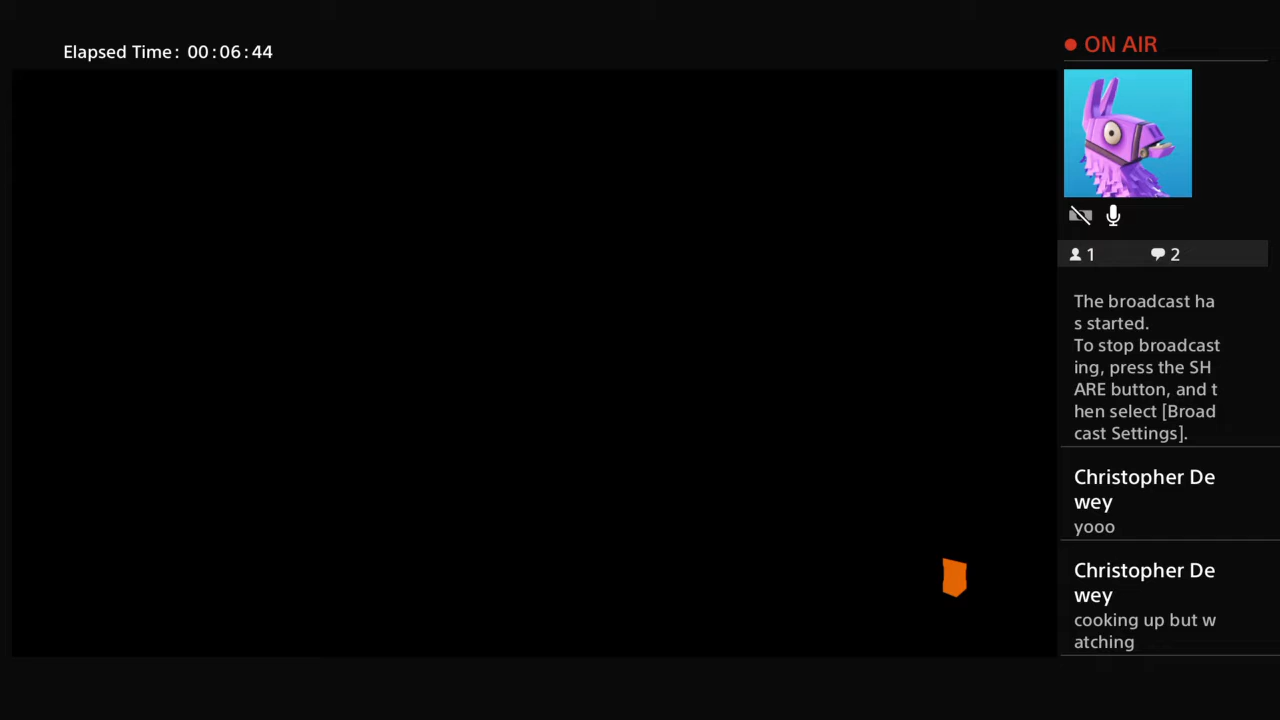 Elapsed Time: 00:06:44
ON AIR
1 2
The broadcast ha
s started.
To stop broadcast
ing, press the SH
ARE button, and t
hen select [Broad
cast Settings].
Christopher De
wey
yooo
Christopher De
wey
cooking up but w
atching